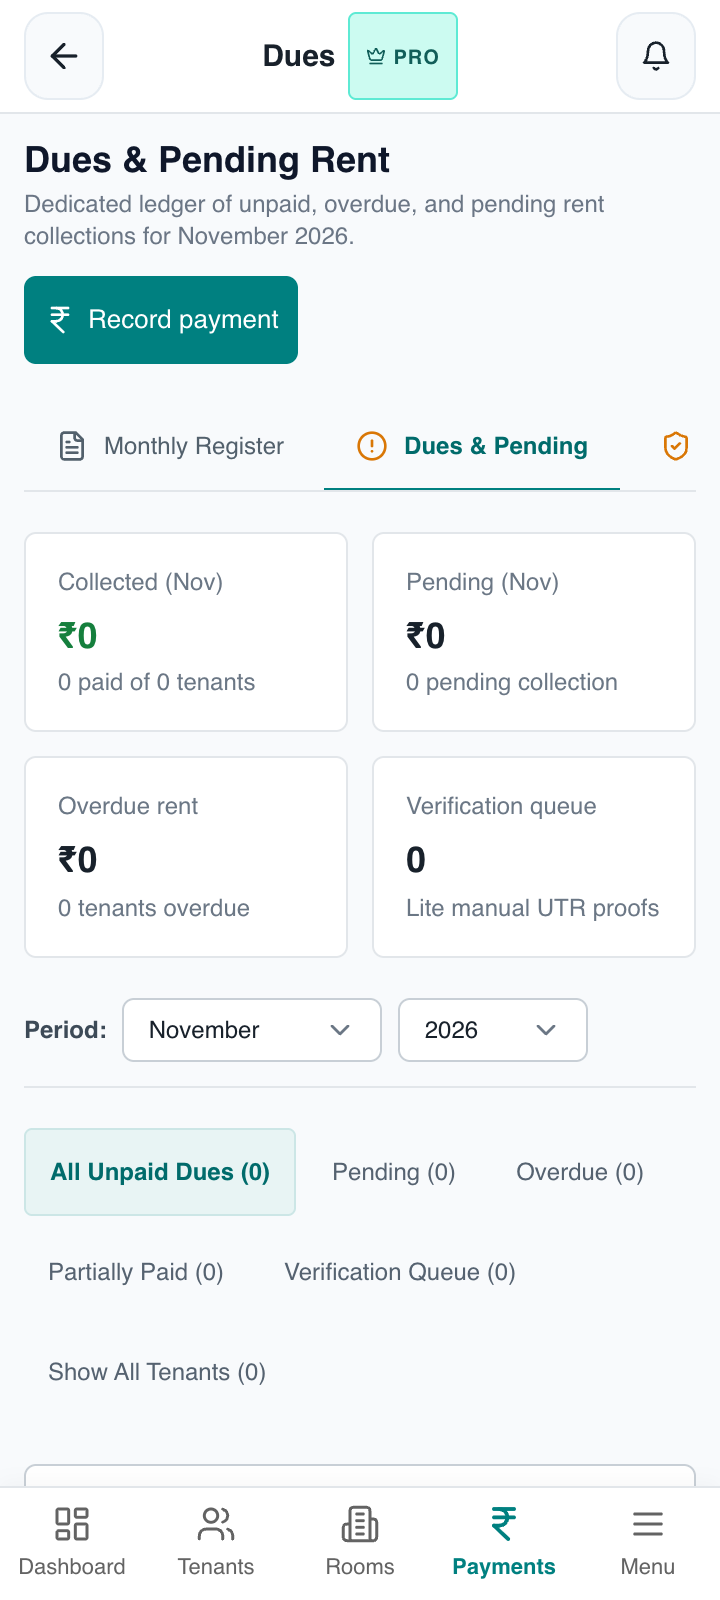 Dues
PRO
Dues & Pending Rent
Dedicated ledger of unpaid, overdue, and pending rent
collections for November 2026.
₹ Record payment
Monthly Register
Dues & Pending
Collected (Nov)
₹0
0 paid of 0 tenants
Pending (Nov)
₹0
0 pending collection
Overdue rent
₹0
0 tenants overdue
Verification queue
0
Lite manual UTR proofs
Period:
November
2026
All Unpaid Dues (0)
Pending (0)
Overdue (0)
Partially Paid (0)
Verification Queue (0)
Show All Tenants (0)
Dashboard
Tenants
Rooms
₹
Payments
Menu